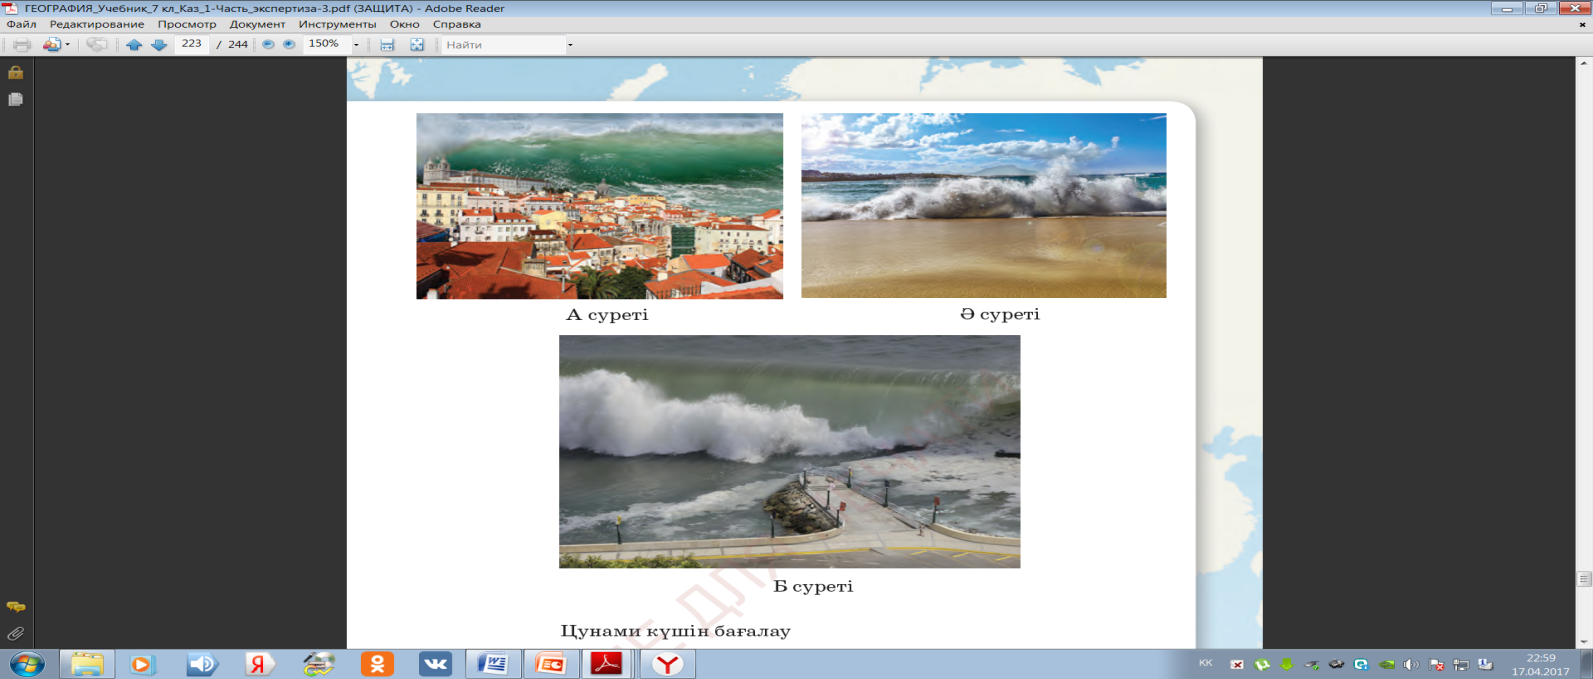 ГЕОГРАФИЯ_Учебник_7 кл_Каз_1-Часть_экспертиза-3.pdf (ЗАЩИТА) - Adobe Reader
Файл Редактирование Просмотр Документ Инструменты Окно Справка
223 / 244 150% Найти
А суреті
Ә суреті
Б суреті
Цунами күшін бағалау
KK
22:59
17.04.2017